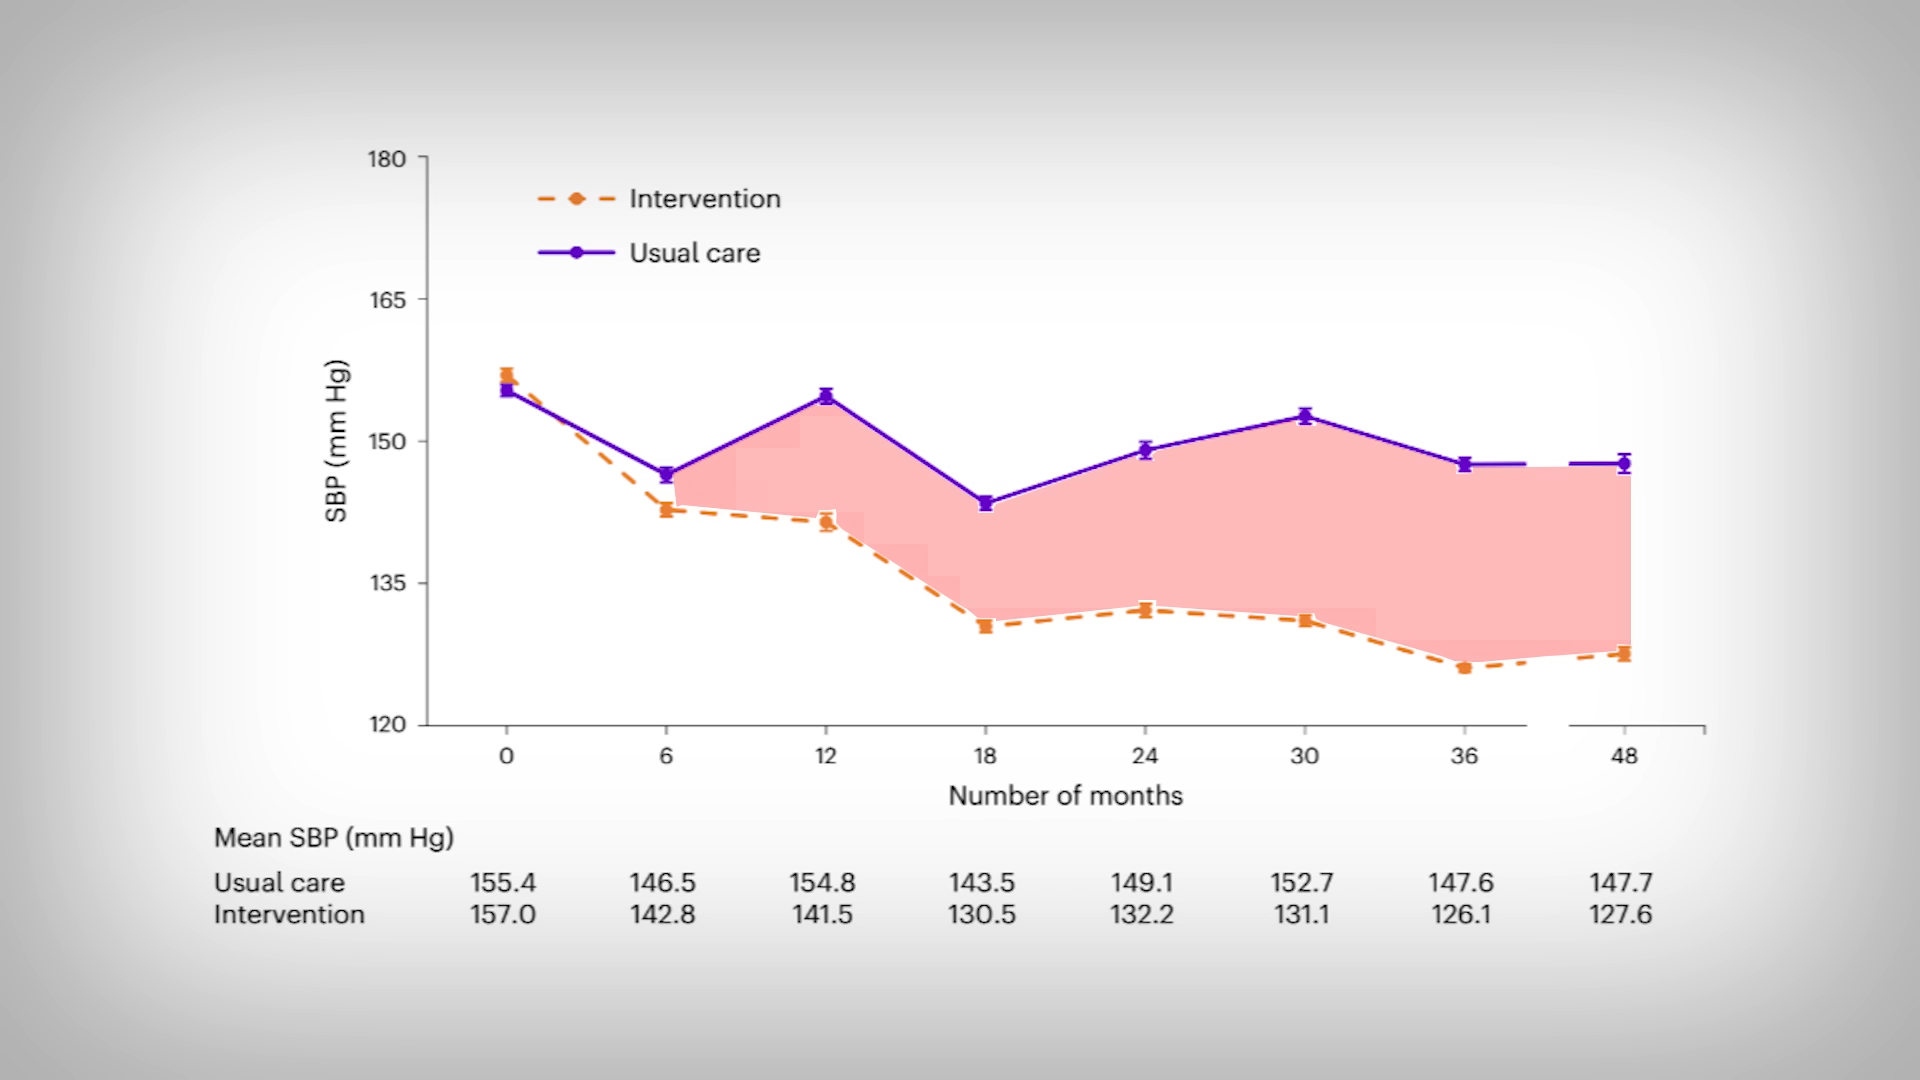 180
Intervention
Usual care
165
SBP (mm Hg)
150
135
120
0 6 12 18 24 30 36 48
Number of months
Mean SBP (mm Hg)
Usual care 155.4 146.5 154.8 143.5 149.1 152.7 147.6 147.7
Intervention 157.0 142.8 141.5 130.5 132.2 131.1 126.1 127.6